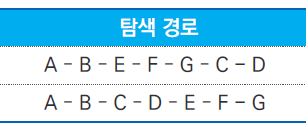 탐색 경로
A – B – E – F – G – C – D
A – B – C – D – E – F – G